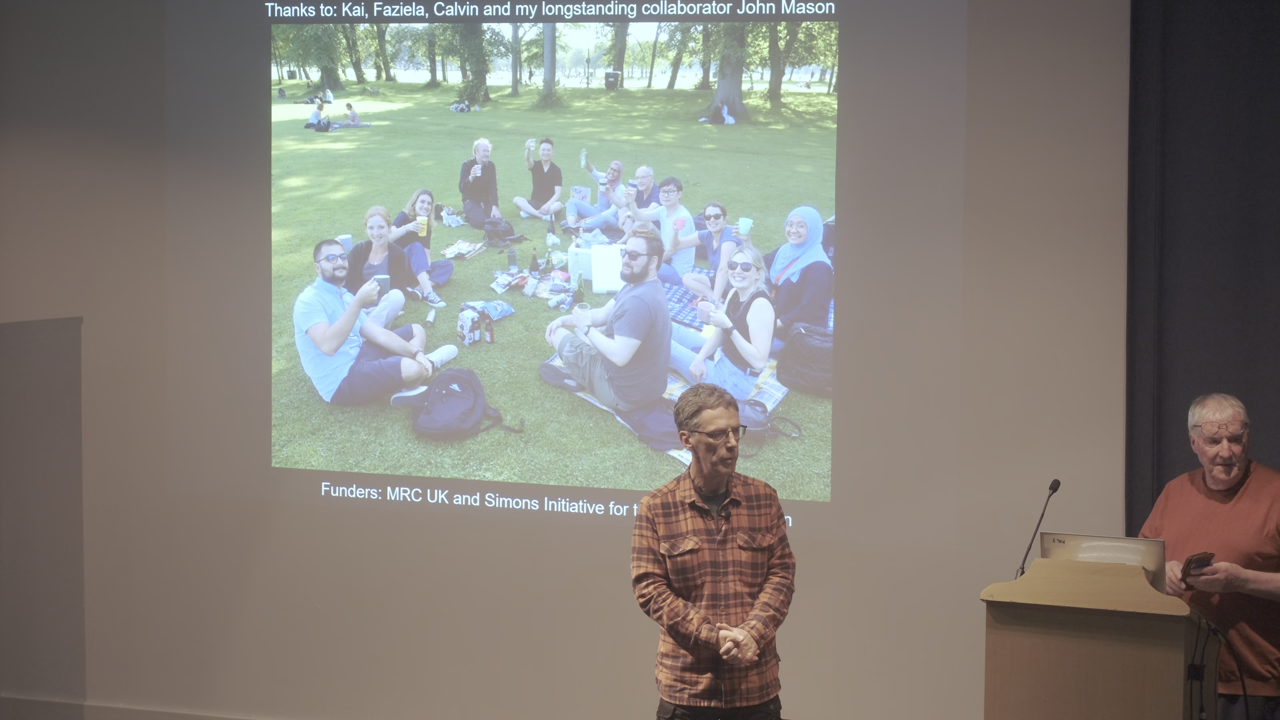 Thanks to: Kai, Faziela, Calvin and my longstanding collaborator John Mason
Funders: MRC UK and Simons Initiative for